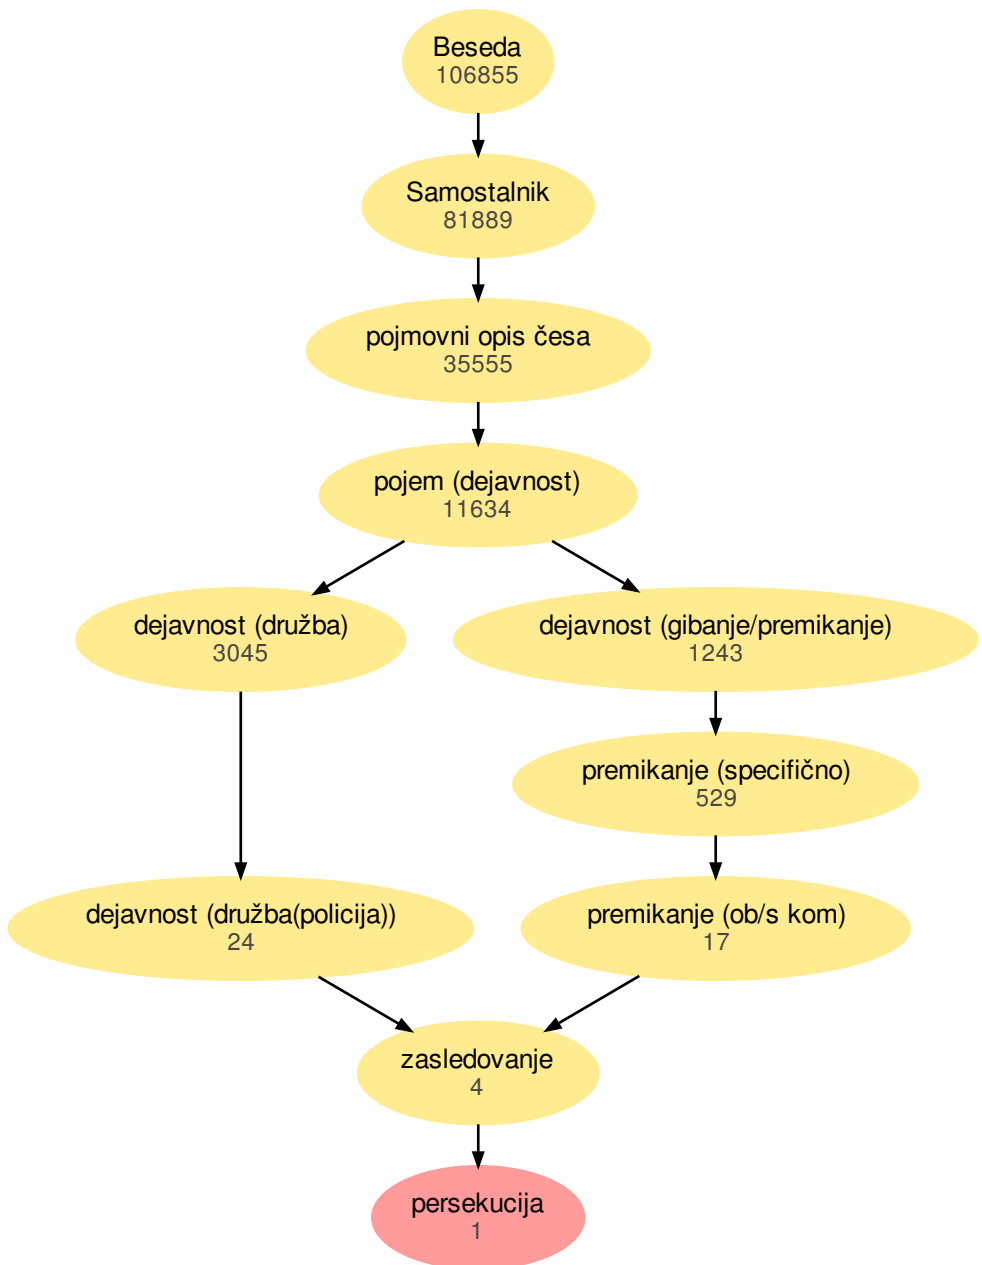 Beseda
106855
Samostalnik
81889
pojmovni opis česa
35555
pojem (dejavnost)
11634
dejavnost (družba)
3045
dejavnost (gibanje/premikanje)
1243
premikanje (specifično)
529
dejavnost (družba(policija))
24
premikanje (ob/s kom)
17
zasledovanje
4
persekucija
1